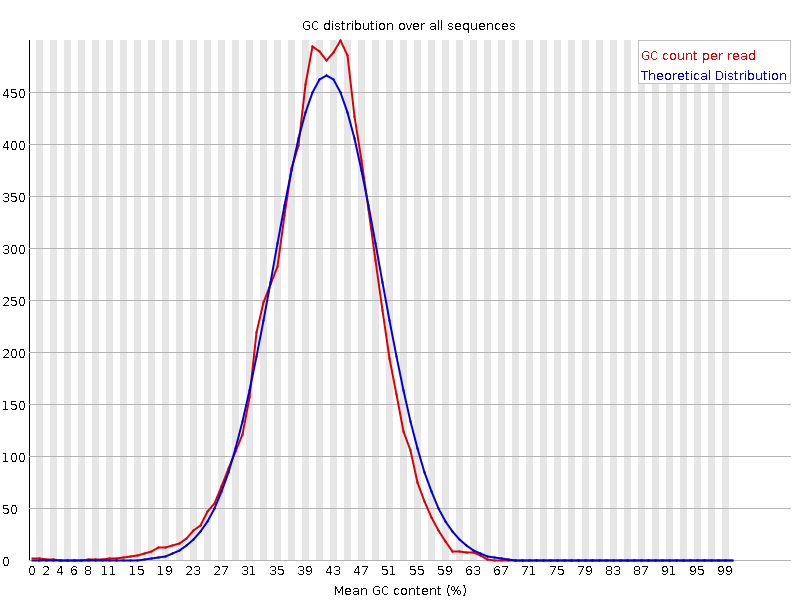 GC distribution over all sequences
GC count per read
Theoretical Distribution
450
400
350
300
250
200
150
100
50
0
0 2 4 6 8 11 15 19 23 27 31 35 39 43 47 51 55 59 63 67 71 75 79 83 87 91 95 99
Mean GC content (%)